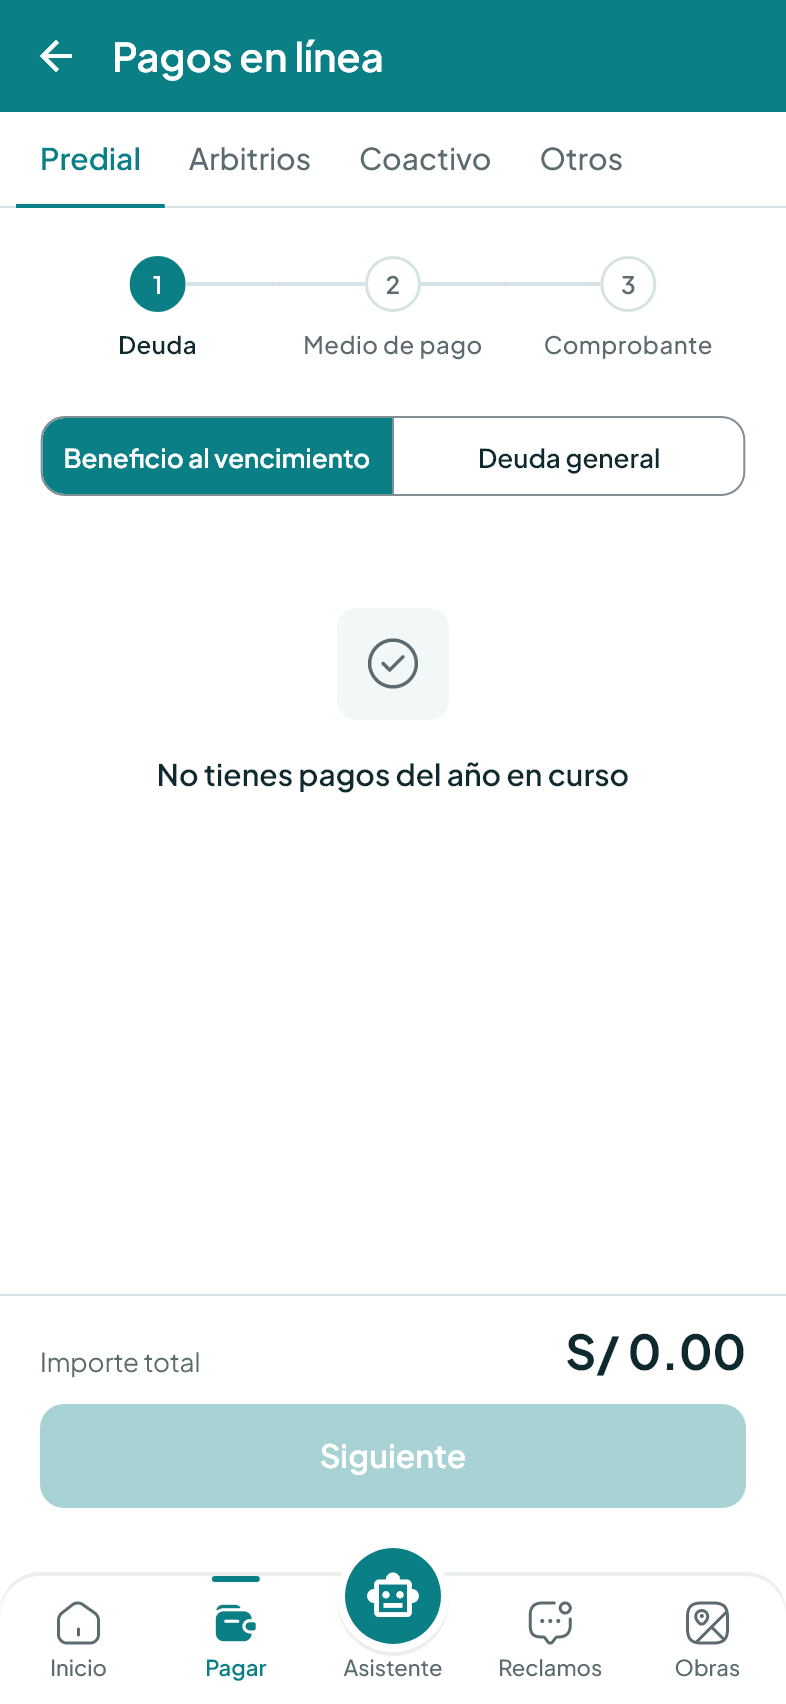 Pagos en línea
Predial Arbitrios Coactivo Otros
1 2 3
Deuda Medio de pago Comprobante
Beneficio al vencimiento Deuda general
No tienes pagos del año en curso
Importe total S/ 0.00
Siguiente
Inicio Pagar Asistente Reclamos Obras